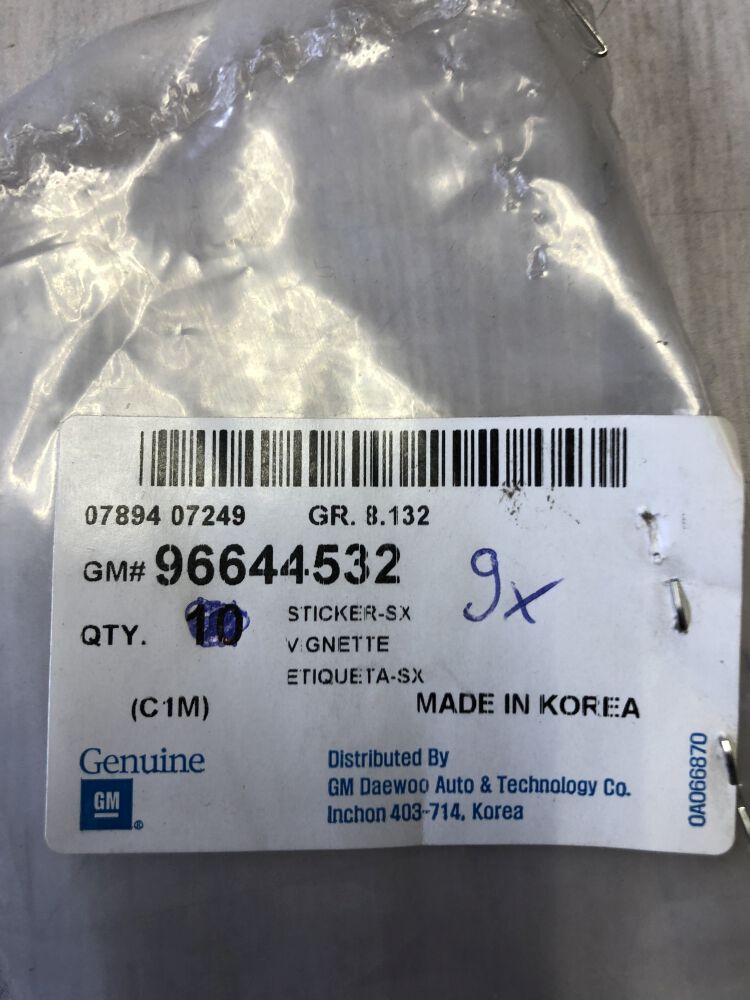 07894 07249 GR. 8.132
GM# 96644532
QTY. 10 STICKER-SX 9x
VIGNETTE
ETIQUETA-SX
(C1M) MADE IN KOREA
Genuine
GM ®
Distributed By
GM Daewoo Auto & Technology Co.
Inchon 403-714, Korea
0A066870